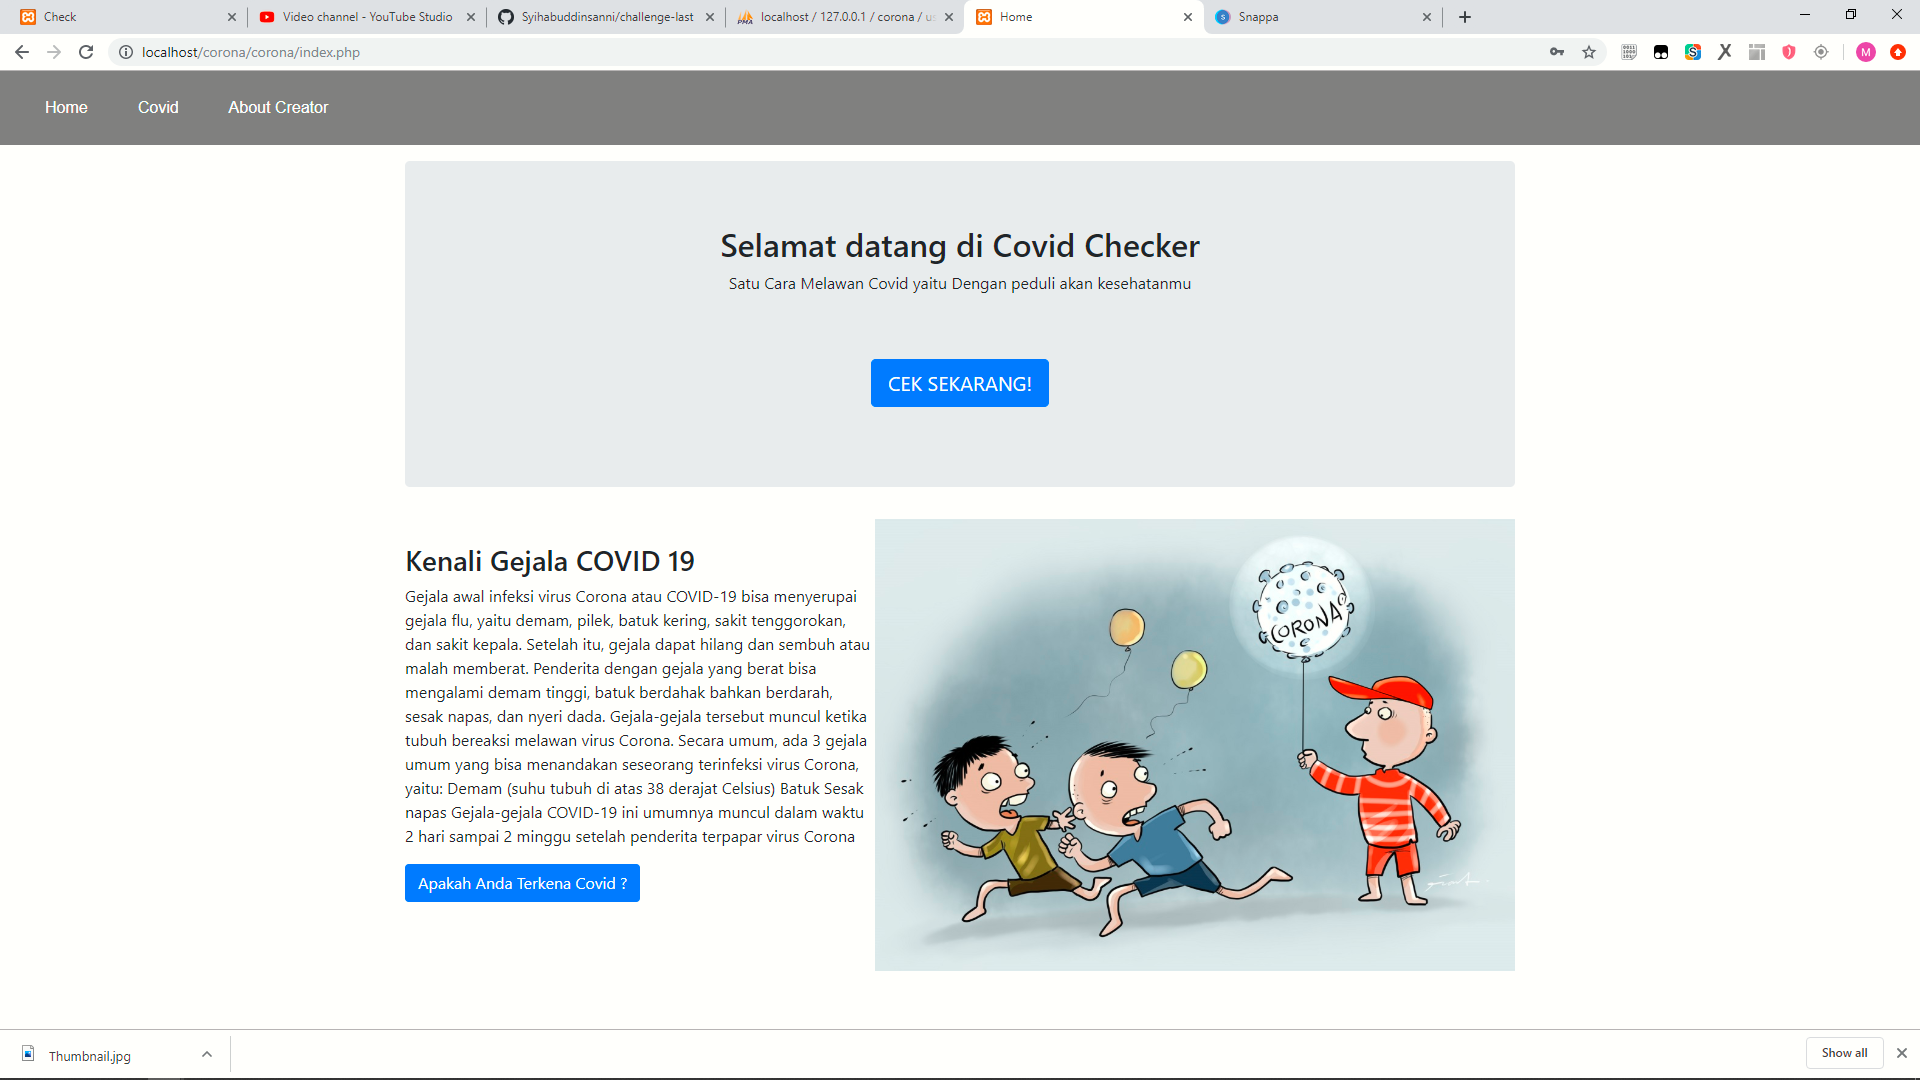 Check
Video channel - YouTube Studio
Syihabuddinsanni/challenge-last
localhost / 127.0.0.1 / corona / us
Home
Snappa
localhost/corona/corona/index.php
M
Home
Covid
About Creator
Selamat datang di Covid Checker
Satu Cara Melawan Covid yaitu Dengan peduli akan kesehatanmu
CEK SEKARANG!
Kenali Gejala COVID 19
Gejala awal infeksi virus Corona atau COVID-19 bisa menyerupai
gejala flu, yaitu demam, pilek, batuk kering, sakit tenggorokan,
dan sakit kepala. Setelah itu, gejala dapat hilang dan sembuh atau
malah memberat. Penderita dengan gejala yang berat bisa
mengalami demam tinggi, batuk berdahak bahkan berdarah,
sesak napas, dan nyeri dada. Gejala-gejala tersebut muncul ketika
tubuh bereaksi melawan virus Corona. Secara umum, ada 3 gejala
umum yang bisa menandakan seseorang terinfeksi virus Corona,
yaitu: Demam (suhu tubuh di atas 38 derajat Celsius) Batuk Sesak
napas Gejala-gejala COVID-19 ini umumnya muncul dalam waktu
2 hari sampai 2 minggu setelah penderita terpapar virus Corona
Apakah Anda Terkena Covid ?
CORONA
Thumbnail.jpg
Show all